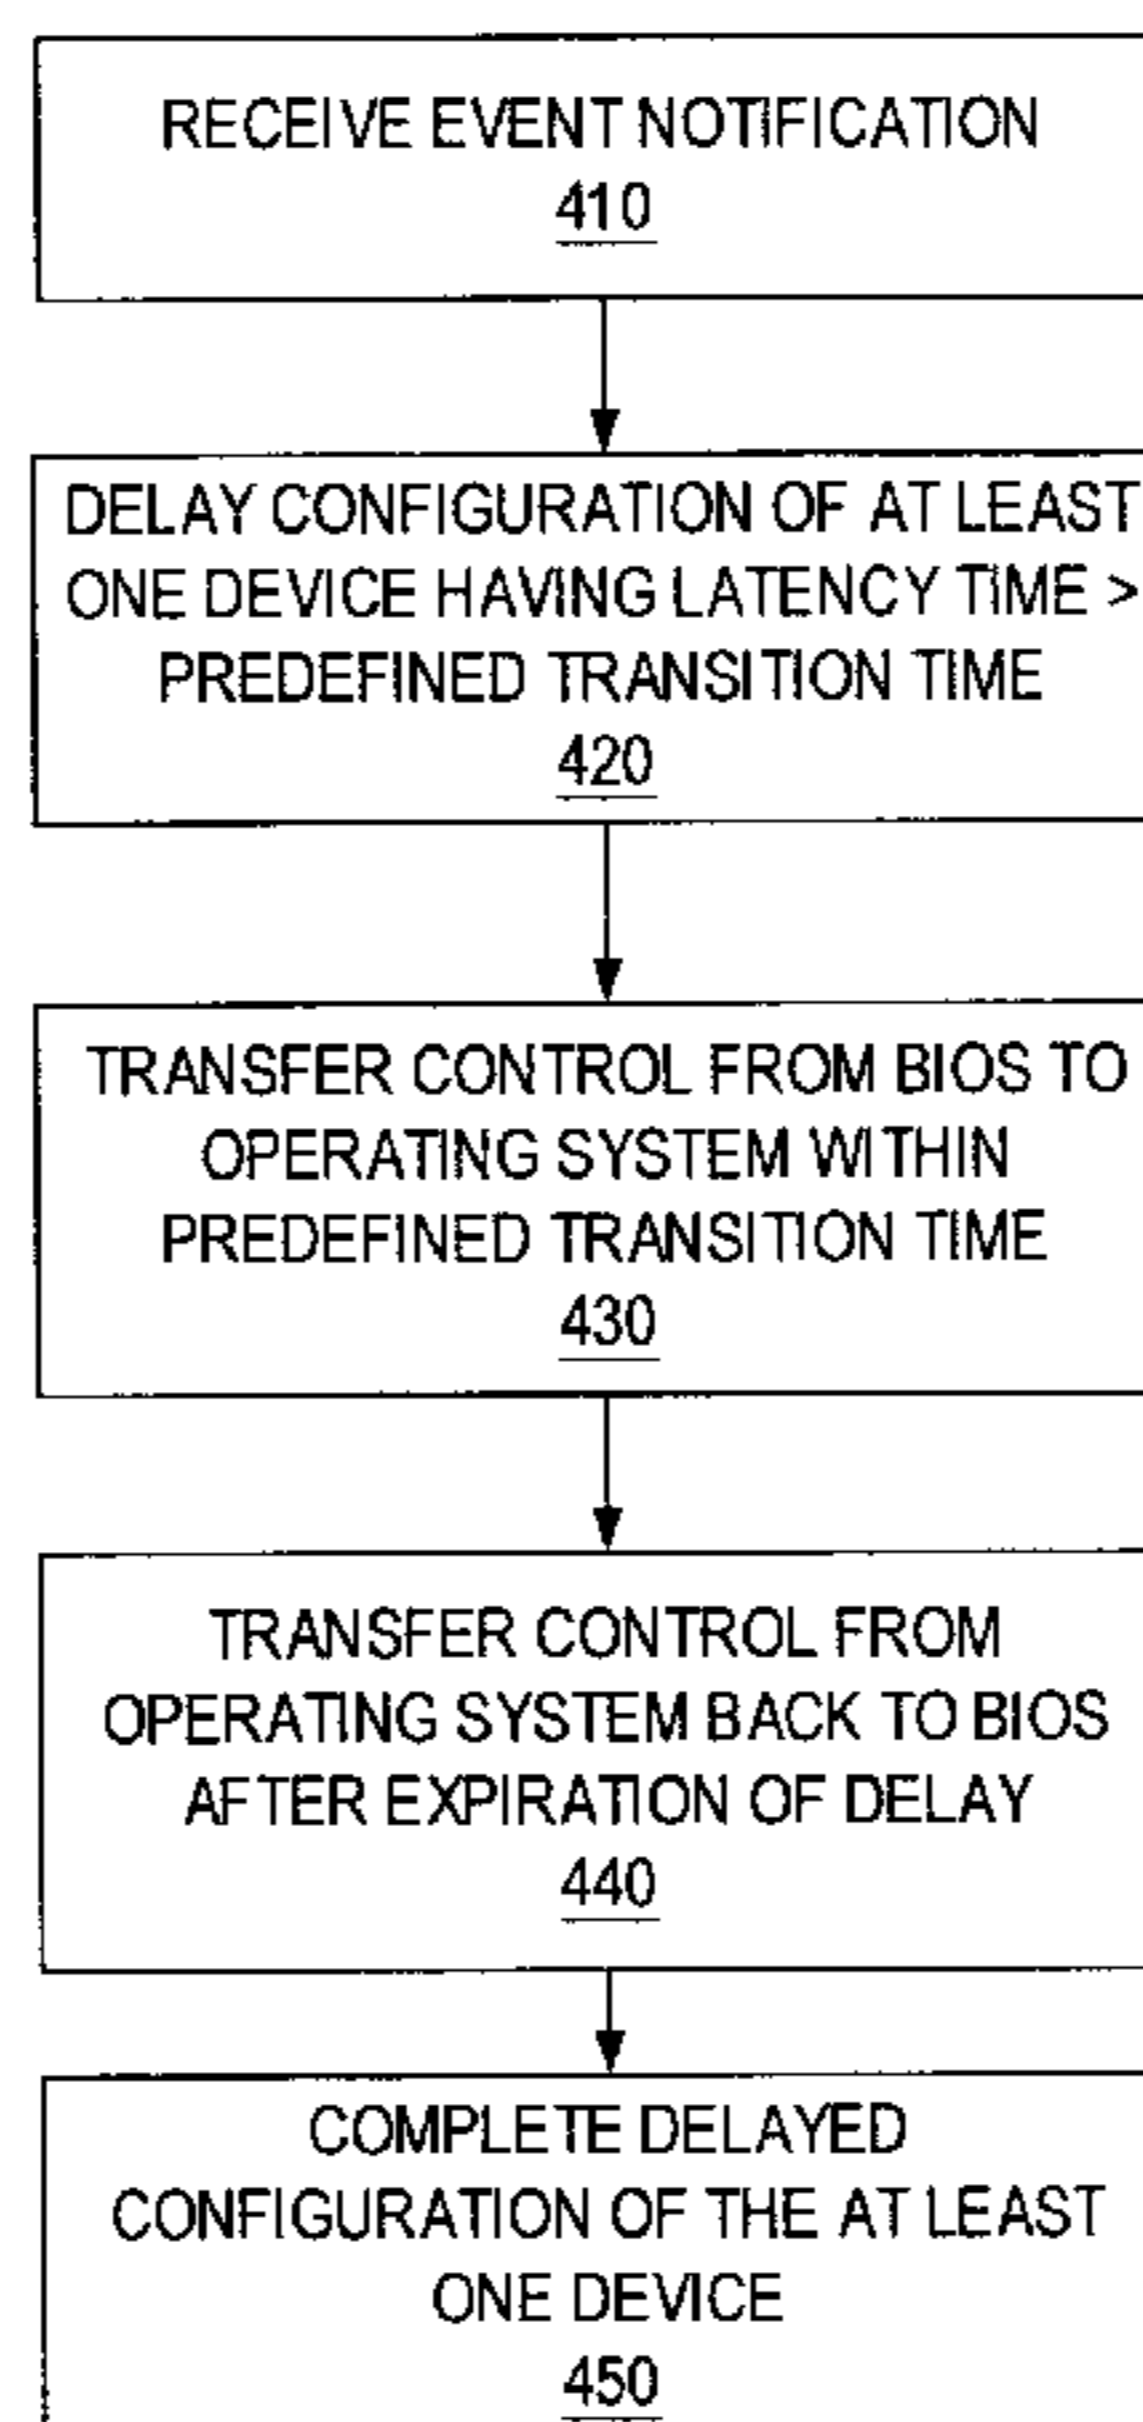 RECEIVE EVENT NOTIFICATION
410
DELAY CONFIGURATION OF AT LEAST
ONE DEVICE HAVING LATENCY TIME >
PREDEFINED TRANSITION TIME
420
TRANSFER CONTROL FROM BIOS TO
OPERATING SYSTEM WITHIN
PREDEFINED TRANSITION TIME
430
TRANSFER CONTROL FROM
OPERATING SYSTEM BACK TO BIOS
AFTER EXPIRATION OF DELAY
440
COMPLETE DELAYED
CONFIGURATION OF THE AT LEAST
ONE DEVICE
450